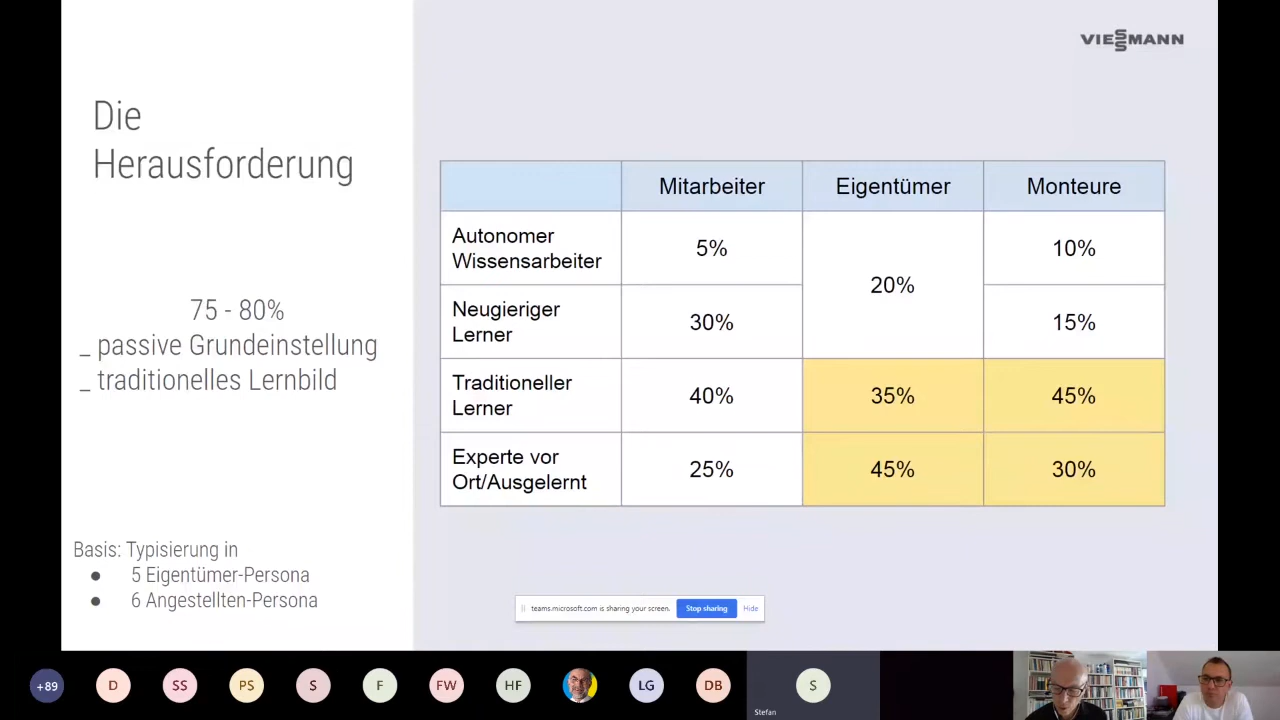 VIESSMANN
Die
Herausforderung
75 - 80%
_ passive Grundeinstellung
_ traditionelles Lernbild
Basis: Typisierung in
● 5 Eigentümer-Persona
● 6 Angestellten-Persona
Mitarbeiter Eigentümer Monteure
Autonomer
Wissensarbeiter 5% 10%
20%
Neugieriger
Lerner 30% 15%
Traditioneller
Lerner 40% 35% 45%
Experte vor
Ort/Ausgelernt 25% 45% 30%
teams.microsoft.com is sharing your screen. Stop sharing Hide
+89 D SS PS S F FW HF LG DB S
Stefan